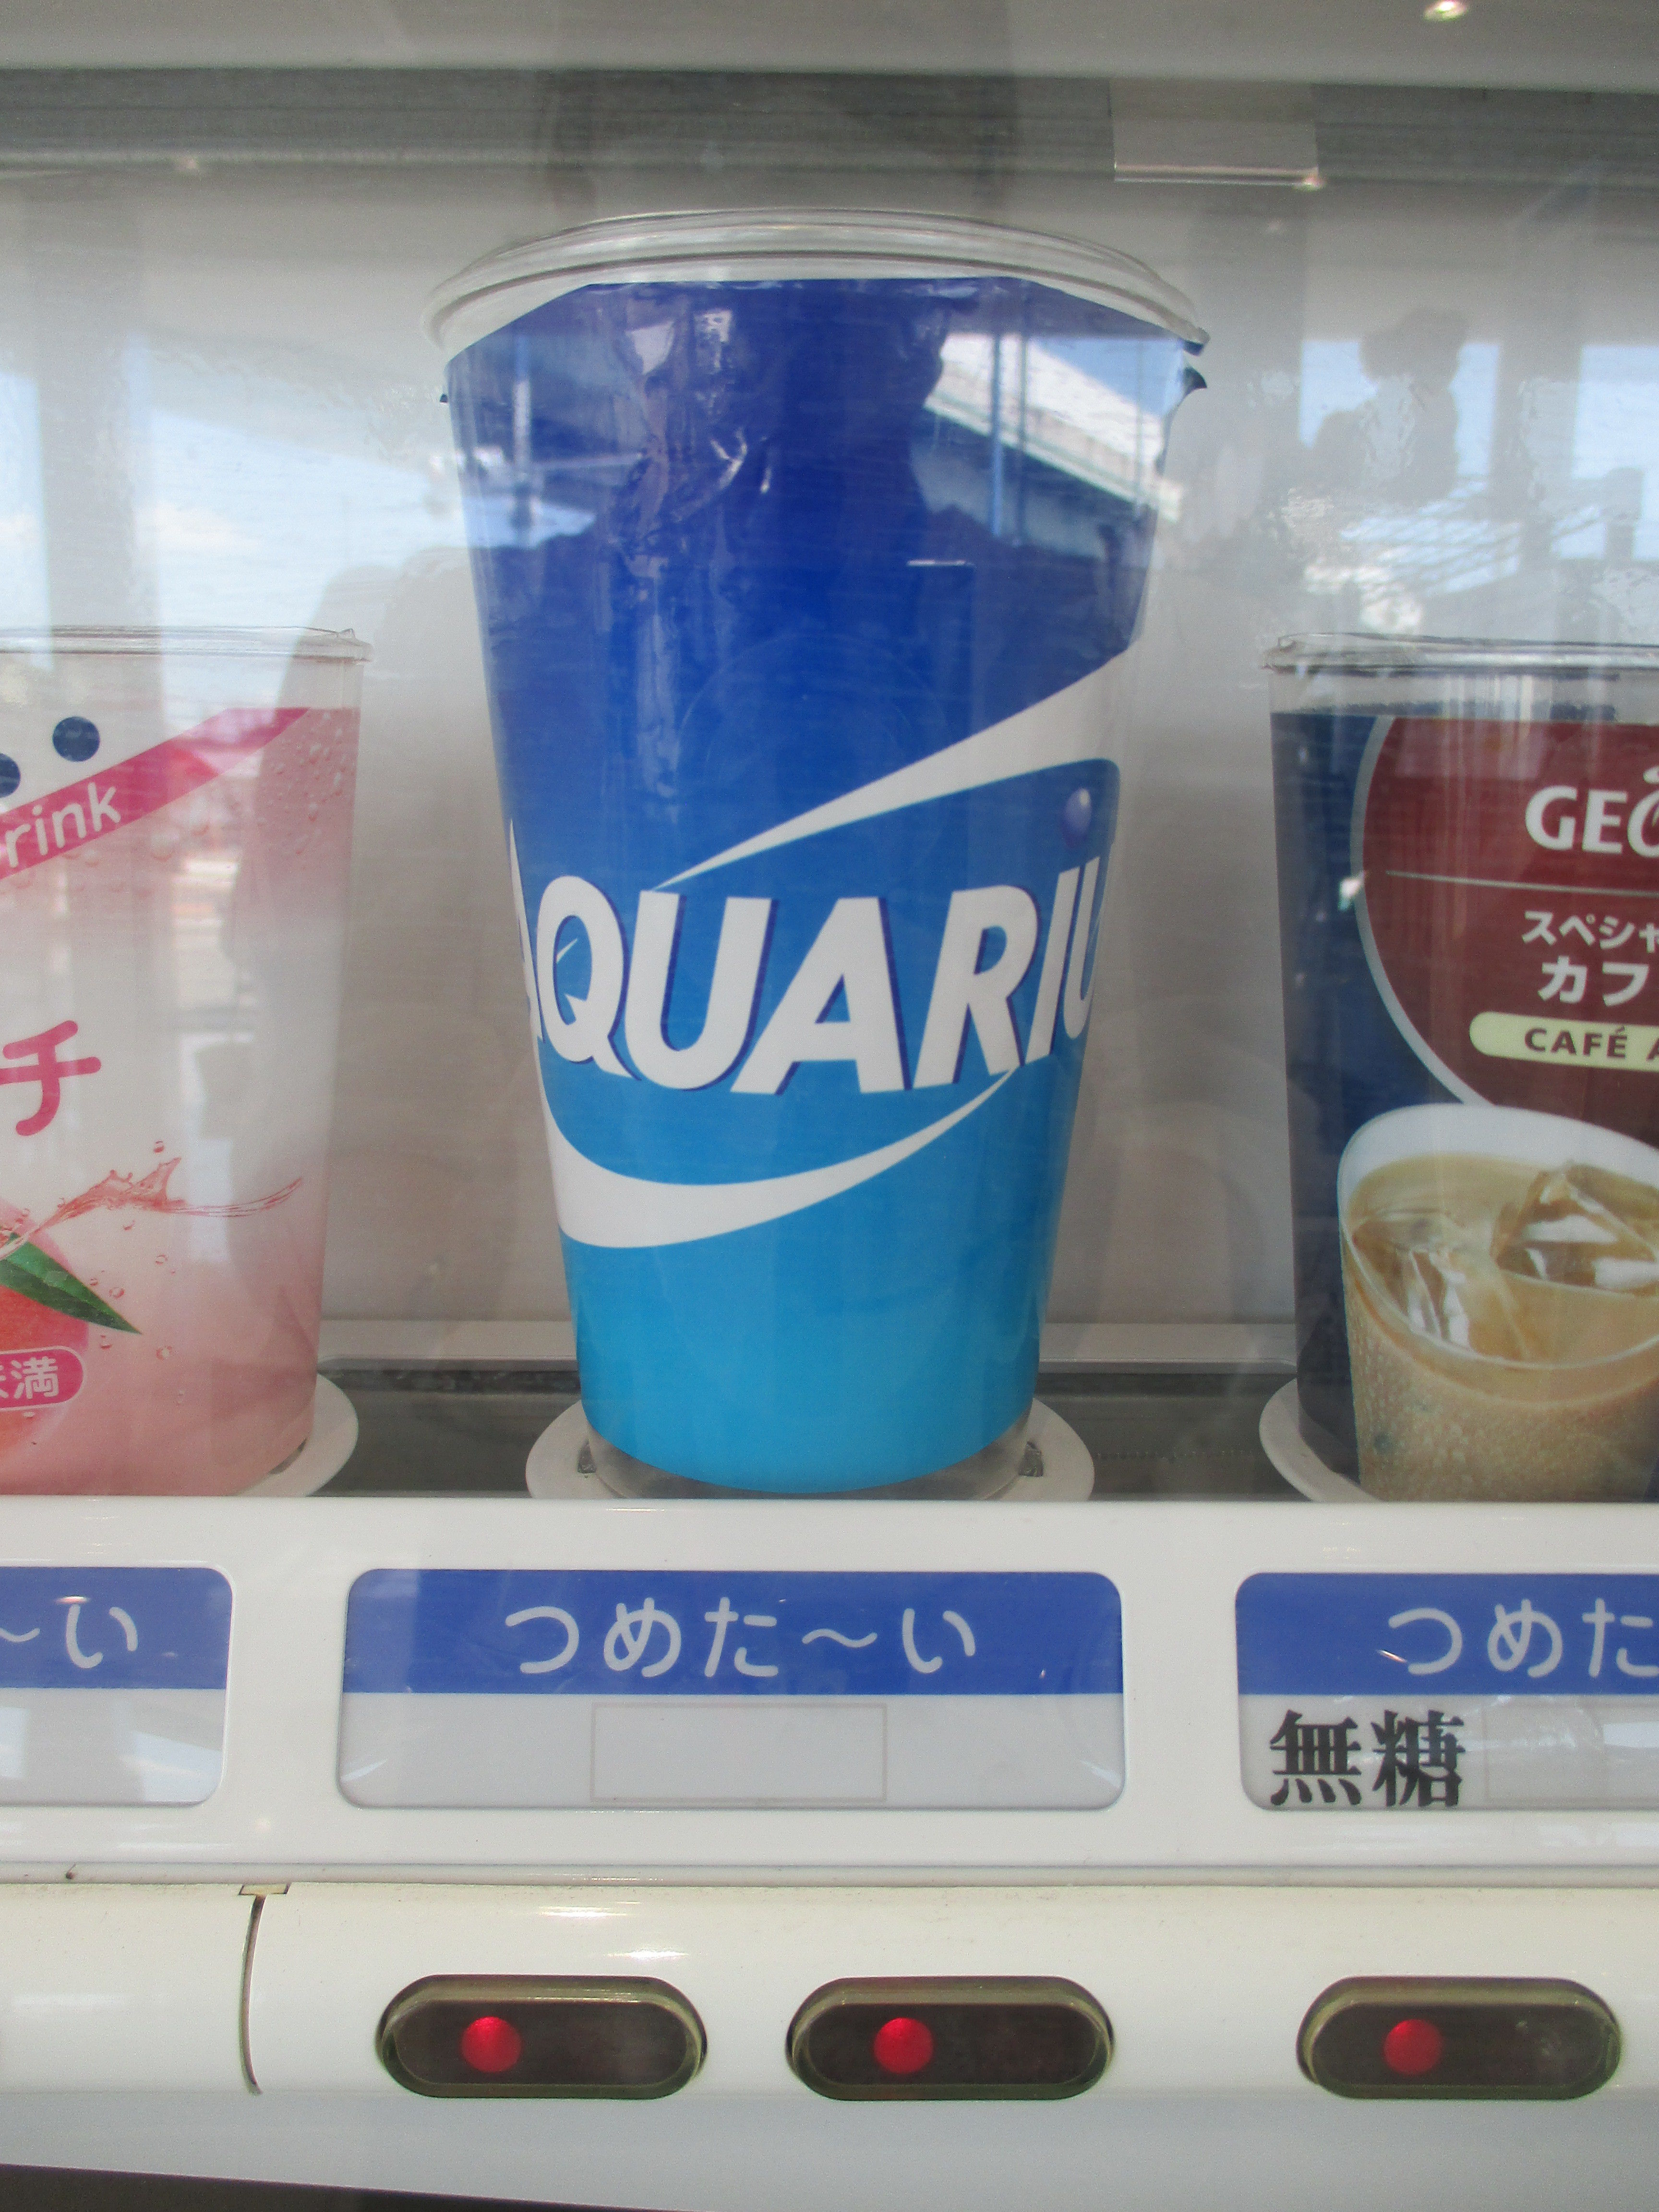 rink
チ
満
AQUARIU
GEO
スペシャ
カフ
CAFÉ A
～い
つめた～い
つめた
無糖